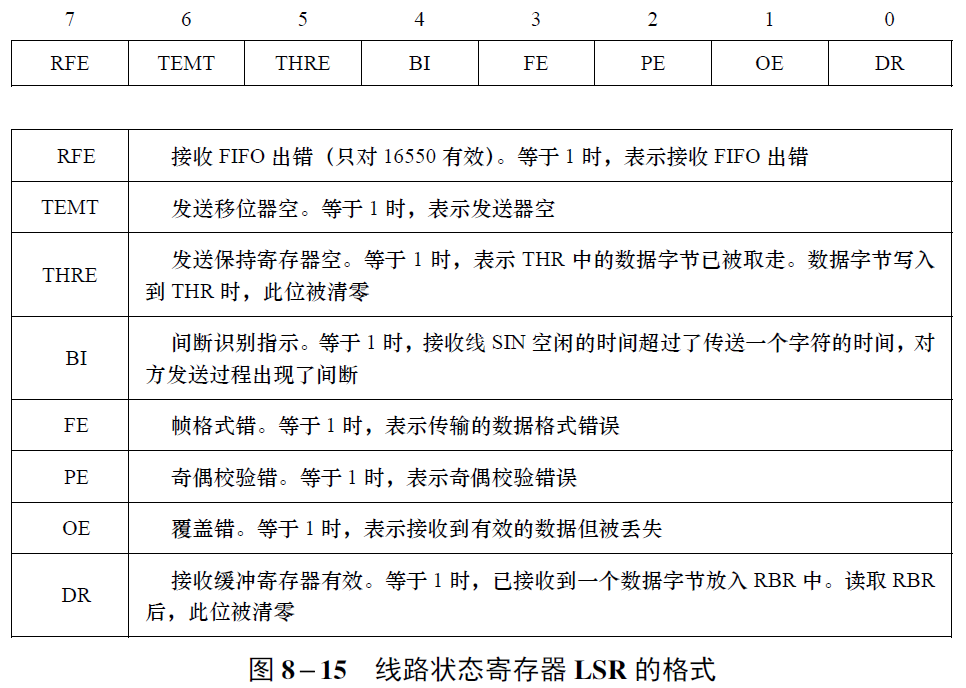 7 6 5 4 3 2 1 0
RFE TEMT THRE BI FE PE OE DR
RFE 接收 FIFO 出错（只对 16550 有效）。等于 1 时，表示接收 FIFO 出错
TEMT 发送移位器空。等于 1 时，表示发送器空
THRE 发送保持寄存器空。等于 1 时，表示 THR 中的数据字节已被取走。数据字节写入
到 THR 时，此位被清零
BI 间断识别指示。等于 1 时，接收线 SIN 空闲的时间超过了传送一个字符的时间，对
方发送过程出现了间断
FE 帧格式错。等于 1 时，表示传输的数据格式错误
PE 奇偶校验错。等于 1 时，表示奇偶校验错误
OE 覆盖错。等于 1 时，表示接收到有效的数据但被丢失
DR 接收缓冲寄存器有效。等于 1 时，已接收到一个数据字节放入 RBR 中。读取 RBR
后，此位被清零
图 8－15 线路状态寄存器 LSR 的格式